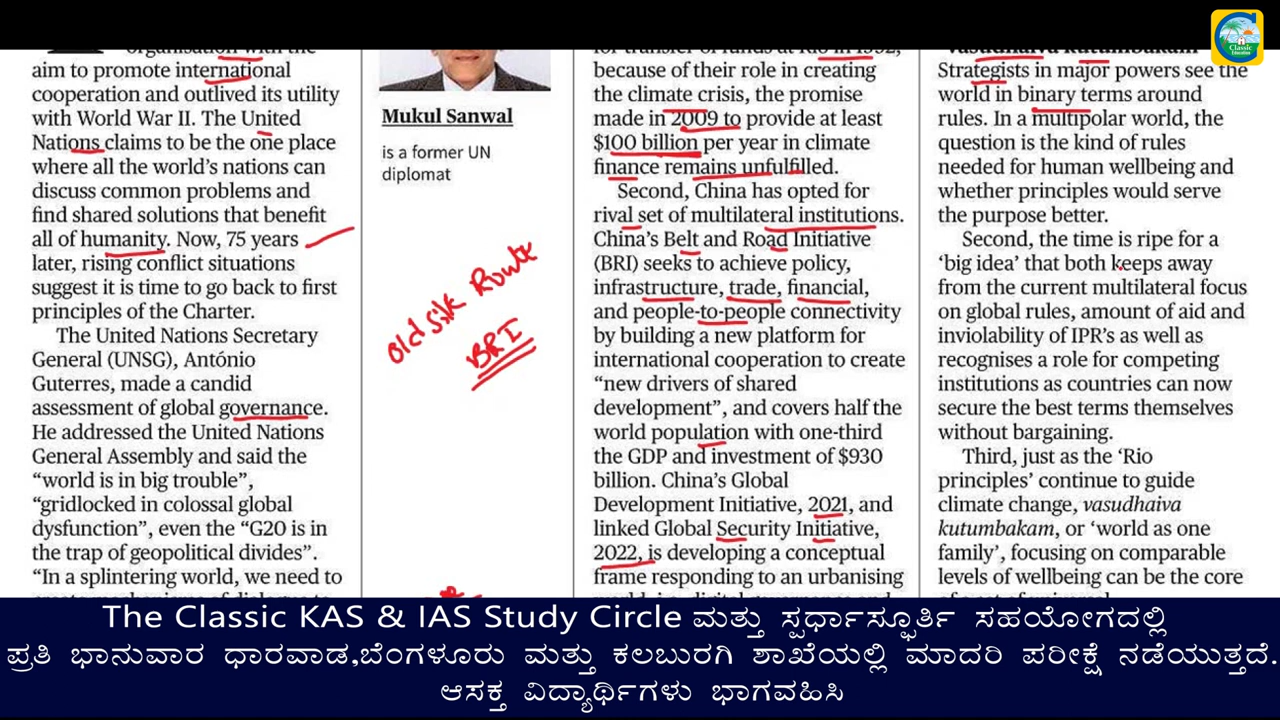 Classic
Education
organisation with the
aim to promote international
cooperation and outlived its utility
with World War II. The United
Nations claims to be the one place
where all the world's nations can
discuss common problems and
find shared solutions that benefit
all of humanity. Now, 75 years
later, rising conflict situations
suggest it is time to go back to first
principles of the Charter.
The United Nations Secretary
General (UNSG), António
Guterres, made a candid
assessment of global governance.
He addressed the United Nations
General Assembly and said the
“world is in big trouble”,
“gridlocked in colossal global
dysfunction”, even the “G20 is in
the trap of geopolitical divides”.
“In a splintering world, we need to
Mukul Sanwal
is a former UN
diplomat
Old Silk Route
BRI
for transfer of funds at Rio in 1992,
because of their role in creating
the climate crisis, the promise
made in 2009 to provide at least
$100 billion per year in climate
finance remains unfulfilled.
Second, China has opted for
rival set of multilateral institutions.
China's Belt and Road Initiative
(BRI) seeks to achieve policy,
infrastructure, trade, financial,
and people-to-people connectivity
by building a new platform for
international cooperation to create
“new drivers of shared
development”, and covers half the
world population with one-third
the GDP and investment of $930
billion. China's Global
Development Initiative, 2021, and
linked Global Security Initiative,
2022, is developing a conceptual
frame responding to an urbanising
Strategists in major powers see the
world in binary terms around
rules. In a multipolar world, the
question is the kind of rules
needed for human wellbeing and
whether principles would serve
the purpose better.
Second, the time is ripe for a
‘big idea’ that both keeps away
from the current multilateral focus
on global rules, amount of aid and
inviolability of IPR's as well as
recognises a role for competing
institutions as countries can now
secure the best terms themselves
without bargaining.
Third, just as the ‘Rio
principles’ continue to guide
climate change, vasudhaiva
kutumbakam, or ‘world as one
family’, focusing on comparable
levels of wellbeing can be the core
The Classic KAS & IAS Study Circle ಮತ್ತು ಸ್ಪರ್ಧಾಸ್ಫೂರ್ತಿ ಸಹಯೋಗದಲ್ಲಿ
ಪ್ರತಿ ಭಾನುವಾರ ಧಾರವಾಡ,ಬೆಂಗಳೂರು ಮತ್ತು ಕಲಬುರಗಿ ಶಾಖೆಯಲ್ಲಿ ಮಾದರಿ ಪರೀಕ್ಷೆ ನಡೆಯುತ್ತದೆ.
ಆಸಕ್ತ ವಿದ್ಯಾರ್ಥಿಗಳು ಭಾಗವಹಿಸಿ